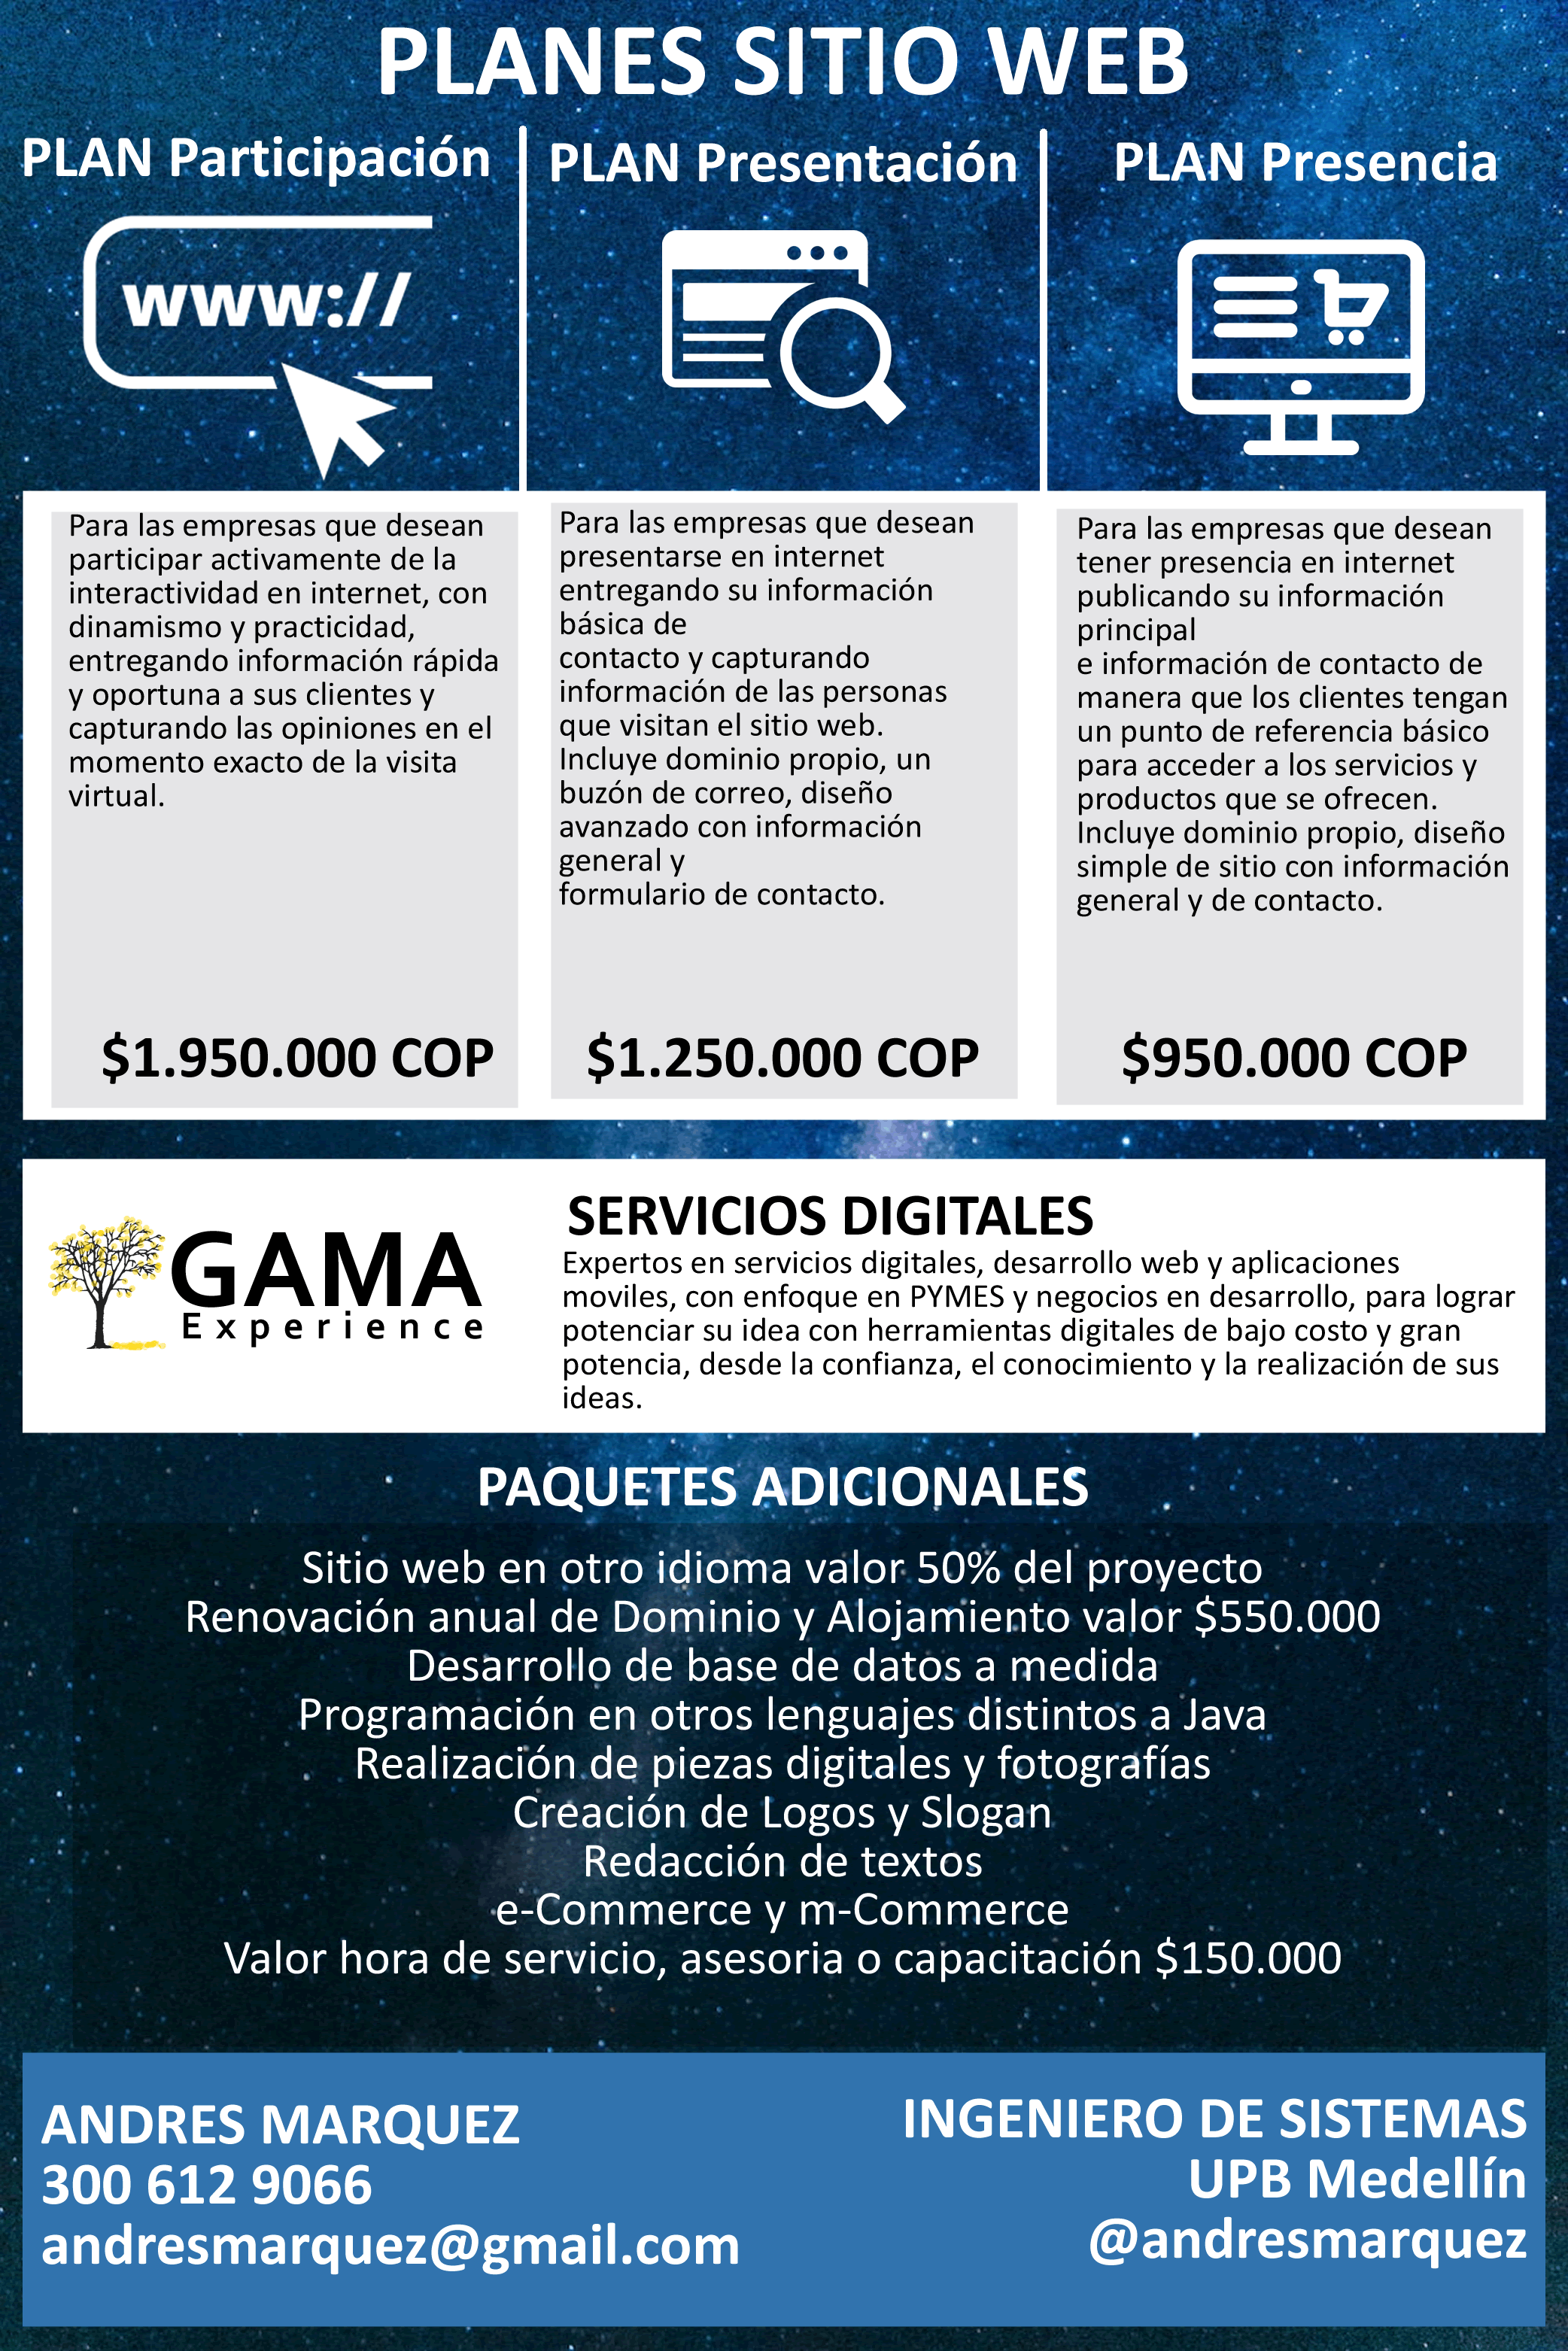 PLANES SITIO WEB
PLAN Participación
www://
Para las empresas que desean
participar activamente de la
interactividad en internet, con
dinamismo y practicidad,
entregando información rápida
y oportuna a sus clientes y
capturando las opiniones en el
momento exacto de la visita
virtual.
$1.950.000 COP
PLAN Presentación
Para las empresas que desean
presentarse en internet
entregando su información
básica de
contacto y capturando
información de las personas
que visitan el sitio web.
Incluye dominio propio, un
buzón de correo, diseño
avanzado con información
general y
formulario de contacto.
$1.250.000 COP
PLAN Presencia
Para las empresas que desean
tener presencia en internet
publicando su información
principal
e información de contacto de
manera que los clientes tengan
un punto de referencia básico
para acceder a los servicios y
productos que se ofrecen.
Incluye dominio propio, diseño
simple de sitio con información
general y de contacto.
$950.000 COP
GAMA
Experience
SERVICIOS DIGITALES
Expertos en servicios digitales, desarrollo web y aplicaciones
moviles, con enfoque en PYMES y negocios en desarrollo, para lograr
potenciar su idea con herramientas digitales de bajo costo y gran
potencia, desde la confianza, el conocimiento y la realización de sus
ideas.
PAQUETES ADICIONALES
Sitio web en otro idioma valor 50% del proyecto
Renovación anual de Dominio y Alojamiento valor $550.000
Desarrollo de base de datos a medida
Programación en otros lenguajes distintos a Java
Realización de piezas digitales y fotografías
Creación de Logos y Slogan
Redacción de textos
e-Commerce y m-Commerce
Valor hora de servicio, asesoria o capacitación $150.000
ANDRES MARQUEZ
300 612 9066
andresmarquez@gmail.com
INGENIERO DE SISTEMAS
UPB Medellín
@andresmarquez